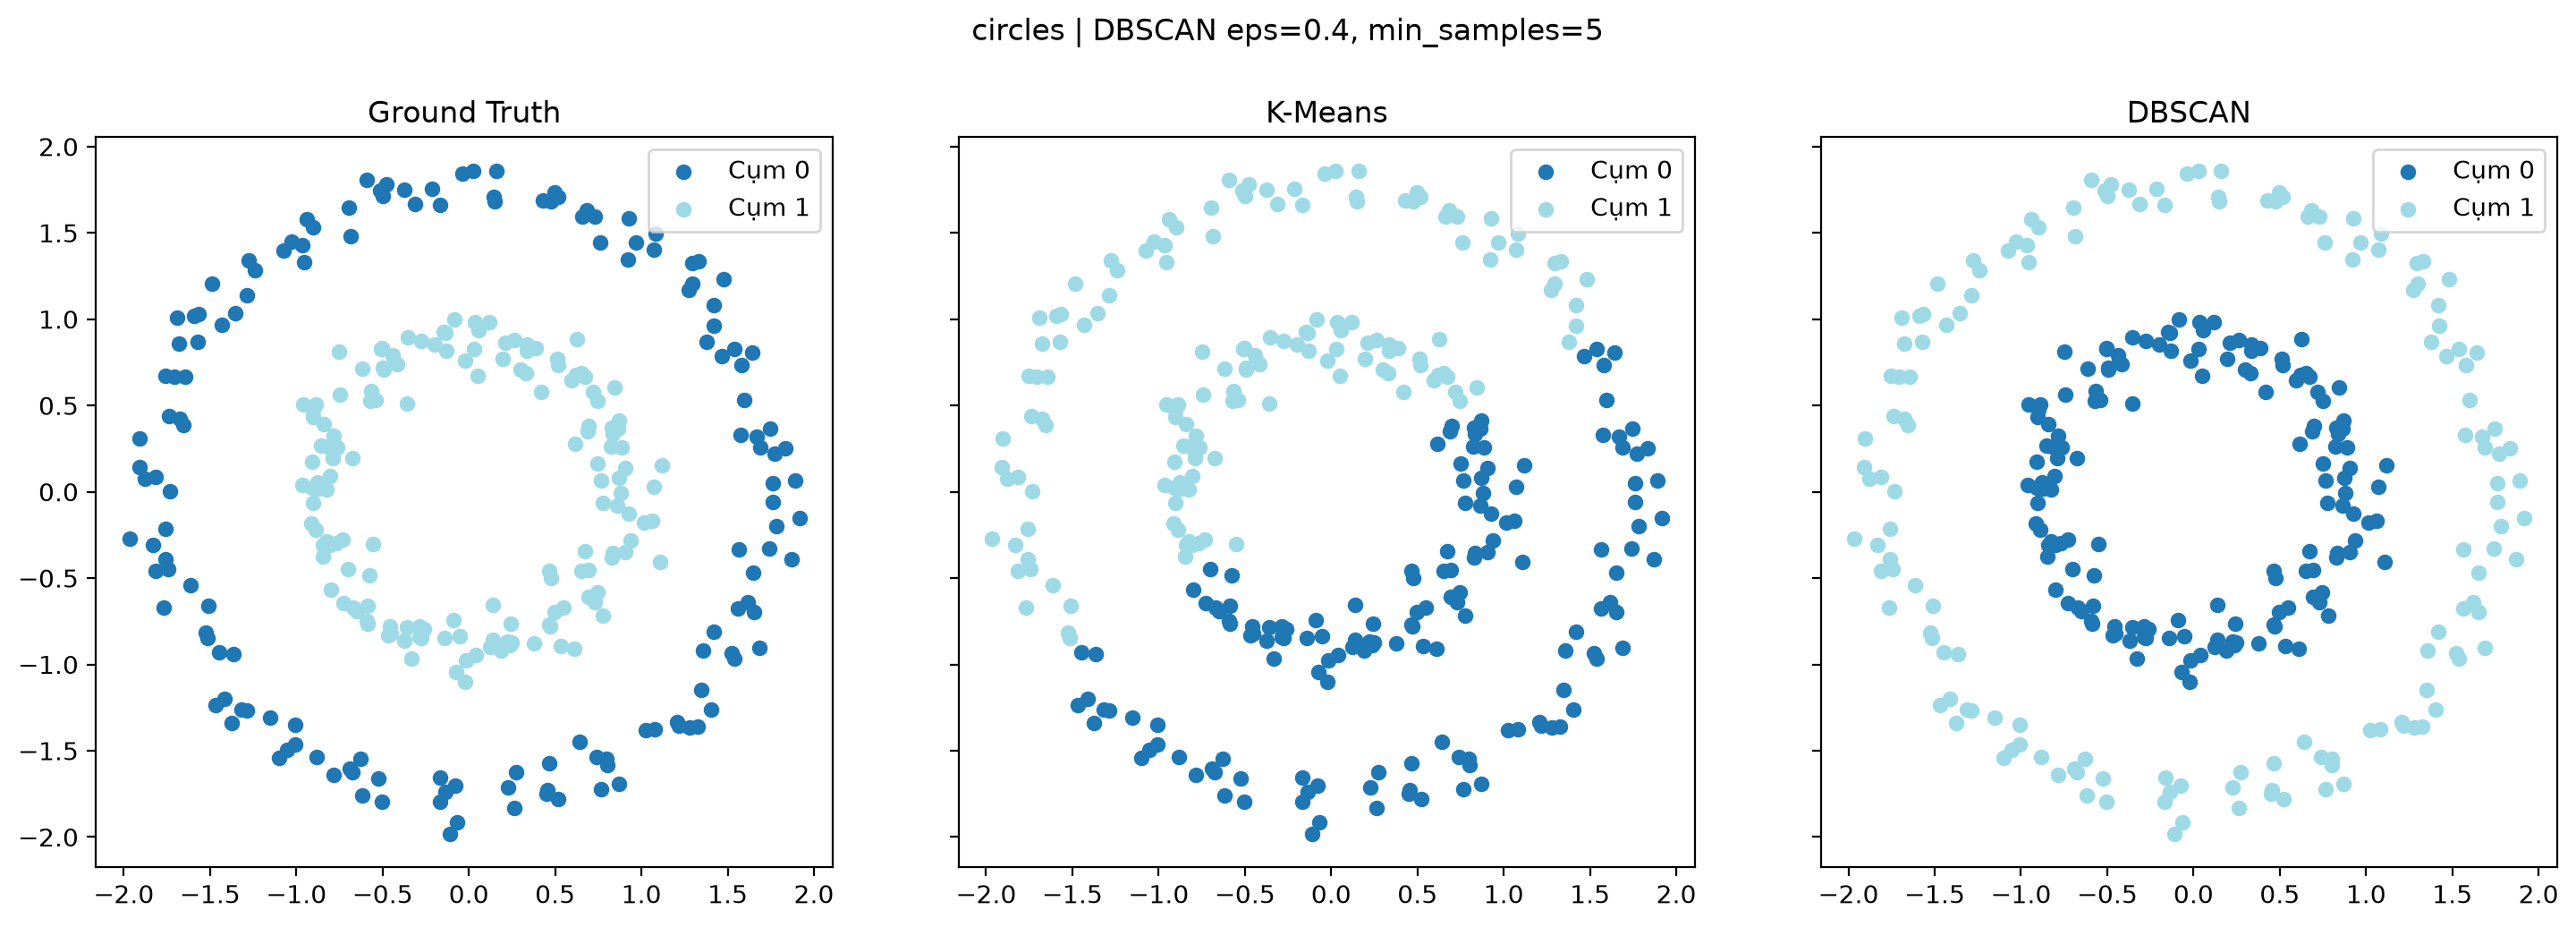 circles | DBSCAN eps=0.4, min_samples=5
Ground Truth
Cụm 0
Cụm 1
2.0
1.5
1.0
0.5
0.0
−0.5
−1.0
−1.5
−2.0
−2.0 −1.5 −1.0 −0.5 0.0 0.5 1.0 1.5 2.0
K-Means
Cụm 0
Cụm 1
−2.0 −1.5 −1.0 −0.5 0.0 0.5 1.0 1.5 2.0
DBSCAN
Cụm 0
Cụm 1
−2.0 −1.5 −1.0 −0.5 0.0 0.5 1.0 1.5 2.0